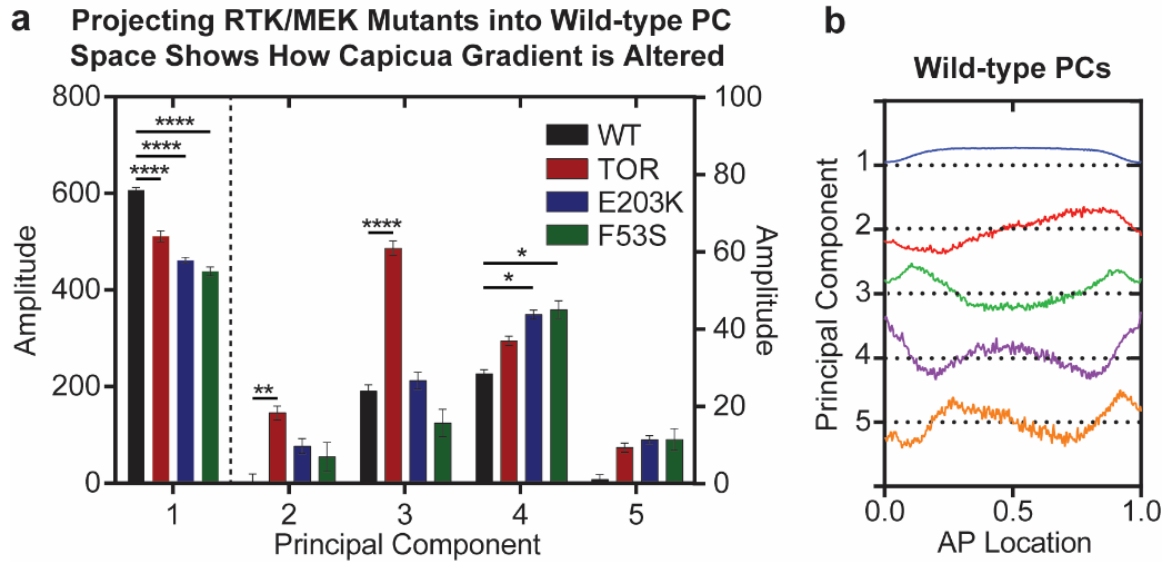 a Projecting RTK/MEK Mutants into Wild-type PC
Space Shows How Capicua Gradient is Altered
800
600
400
200
0
Amplitude
****
****
****
**
****
*
*
WT
TOR
E203K
F53S
100
80
60
40
20
0
Amplitude
1 2 3 4 5
Principal Component
b
Wild-type PCs
Principal Component
1
2
3
4
5
0.0 0.5 1.0
AP Location